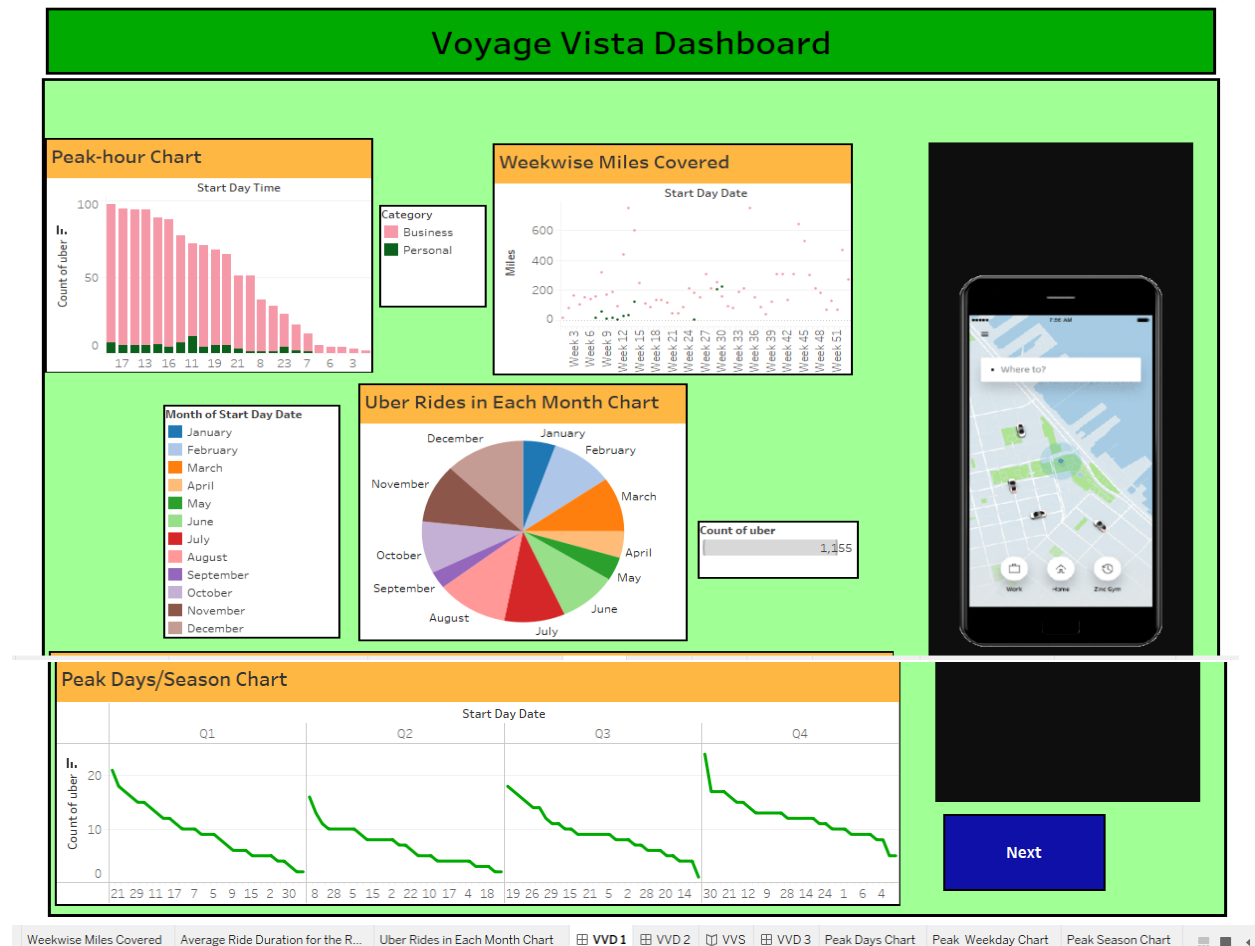 Voyage Vista Dashboard
Peak-hour Chart
Start Day Time
Count of uber
100
50
0
17 13 16 11 19 21 8 23 7 6 3
Category
Business
Personal
Weekwise Miles Covered
Start Day Date
Miles
600
400
200
0
Week 3 Week 6 Week 9 Week 12 Week 15 Week 18 Week 21 Week 24 Week 27 Week 30 Week 33 Week 36 Week 39 Week 42 Week 45 Week 48 Week 51
Month of Start Day Date
January
February
March
April
May
June
July
August
September
October
November
December
Uber Rides in Each Month Chart
January
February
March
April
May
June
July
August
September
October
November
December
Count of uber
1,155
7:56 AM
Where to?
Work Home Zinc Gym
Peak Days/Season Chart
Start Day Date
Q1 Q2 Q3 Q4
Count of uber
20
10
0
21 29 11 17 7 5 9 15 2 30 8 28 5 15 2 22 10 17 4 18 19 26 29 15 21 5 2 28 20 14 30 21 12 9 28 14 24 1 6 4
Next
Weekwise Miles Covered Average Ride Duration for the R... Uber Rides in Each Month Chart VVD 1 VVD 2 VVS VVD 3 Peak Days Chart Peak Weekday Chart Peak Season Chart